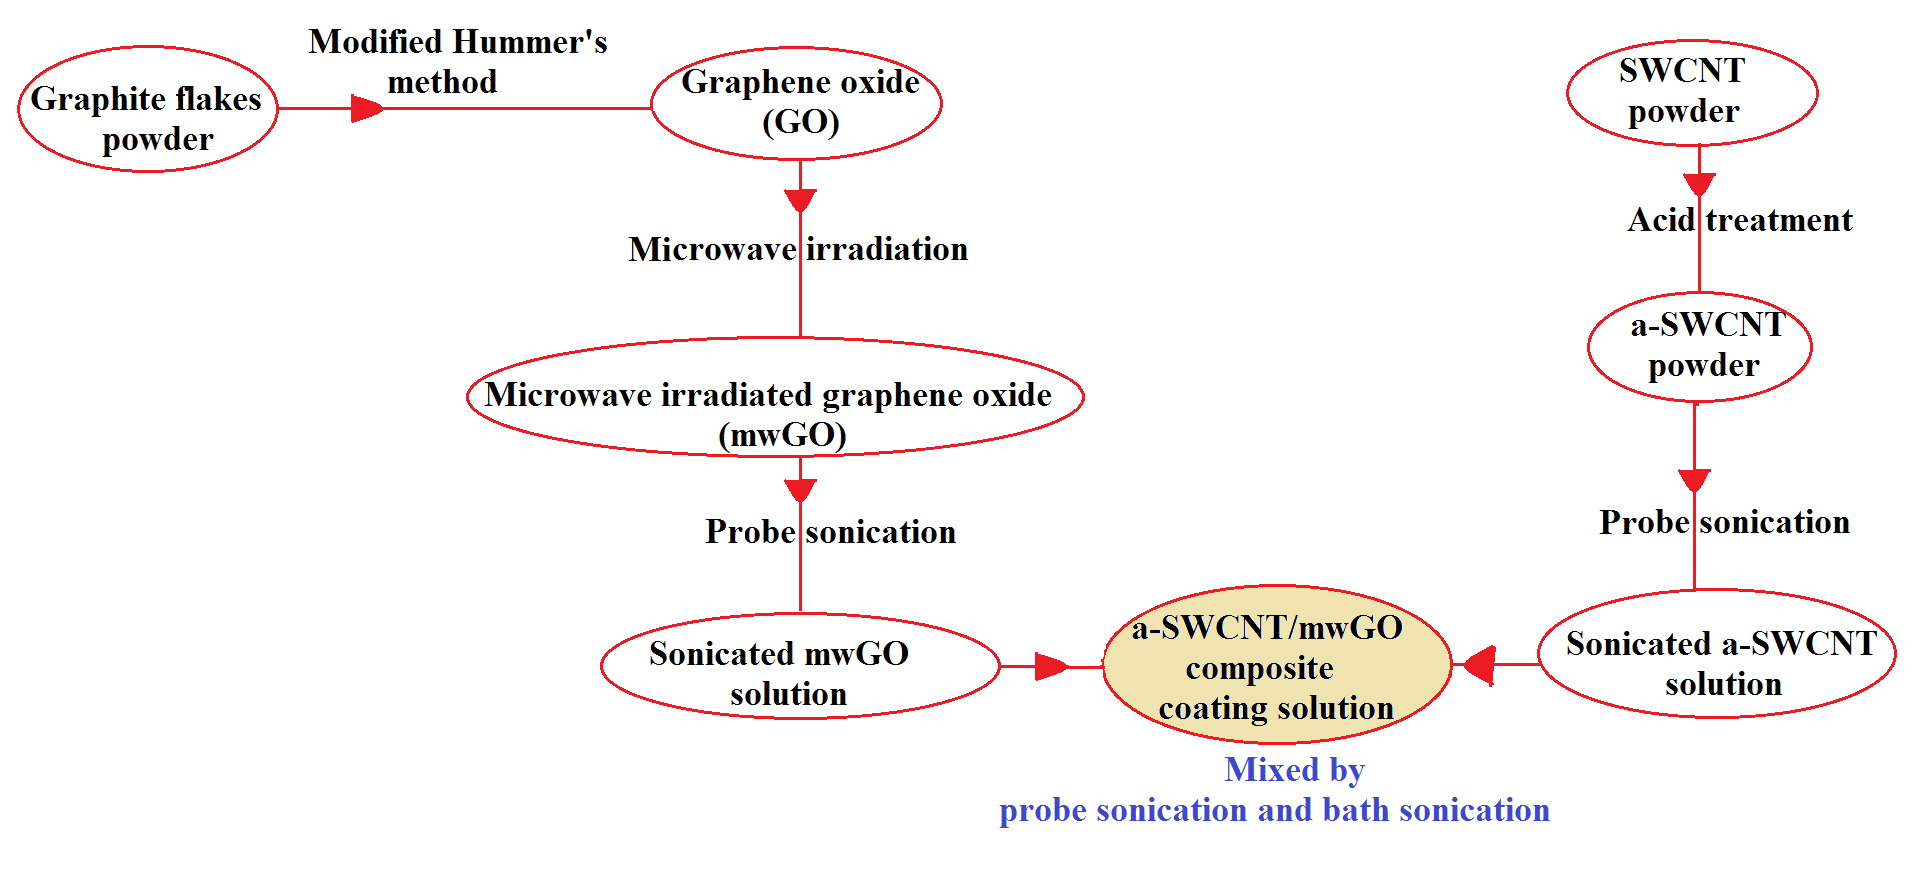 Modified Hummer's
method
Graphite flakes
powder
Graphene oxide
(GO)
SWCNT
powder
Microwave irradiation
Acid treatment
Microwave irradiated graphene oxide
(mwGO)
a-SWCNT
powder
Probe sonication
Probe sonication
Sonicated mwGO
solution
a-SWCNT/mwGO
composite
coating solution
Sonicated a-SWCNT
solution
Mixed by
probe sonication and bath sonication